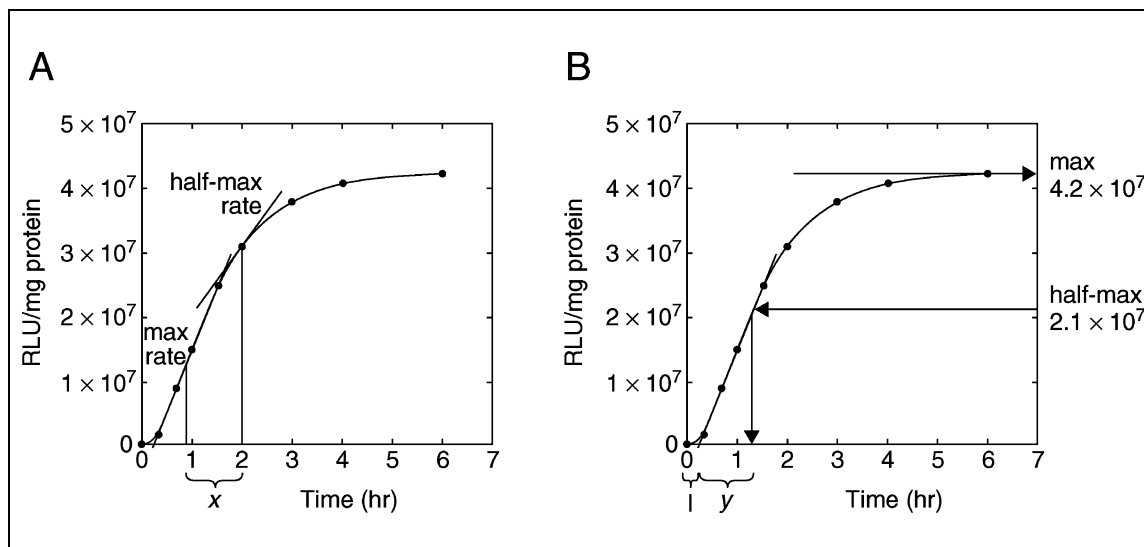 A
5 × 10⁷
4 × 10⁷
3 × 10⁷
2 × 10⁷
1 × 10⁷
0
RLU/mg protein
half-max
rate
max
rate
0 1 2 3 4 5 6 7
x
Time (hr)
B
5 × 10⁷
4 × 10⁷
3 × 10⁷
2 × 10⁷
1 × 10⁷
0
RLU/mg protein
max
4.2 × 10⁷
half-max
2.1 × 10⁷
0 1 2 3 4 5 6 7
l y
Time (hr)